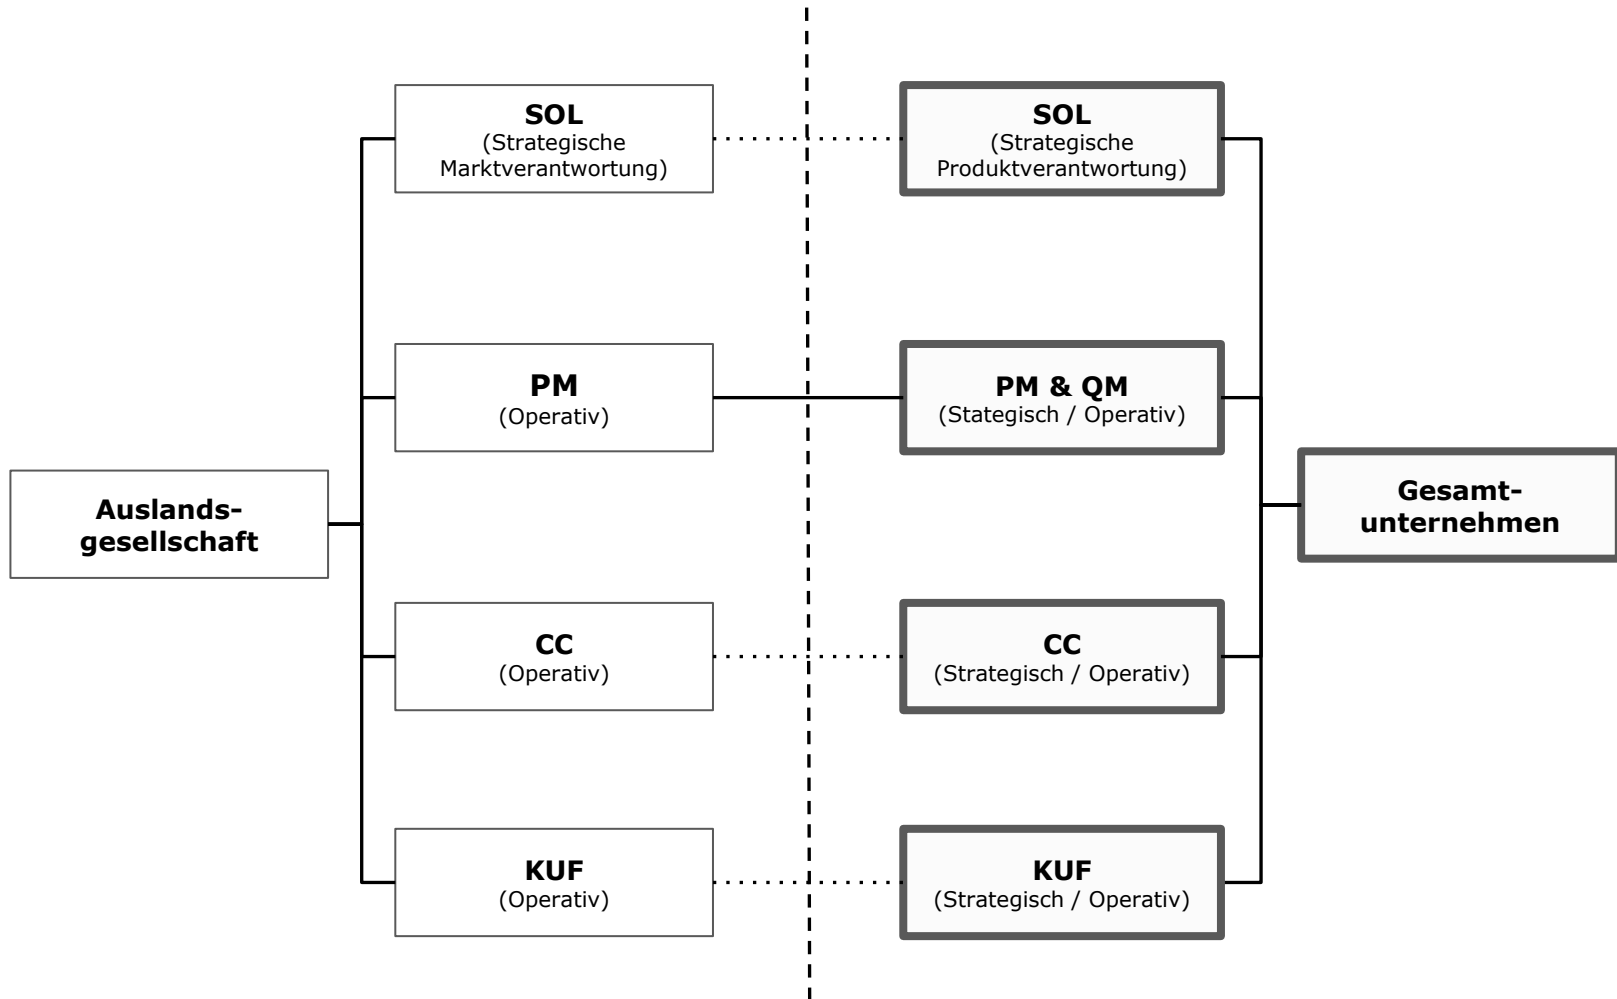 SOL
(Strategische
Marktverantwortung)
SOL
(Strategische
Produktverantwortung)
PM
(Operativ)
PM & QM
(Stategisch / Operativ)
Auslands-
gesellschaft
Gesamt-
unternehmen
CC
(Operativ)
CC
(Strategisch / Operativ)
KUF
(Operativ)
KUF
(Strategisch / Operativ)